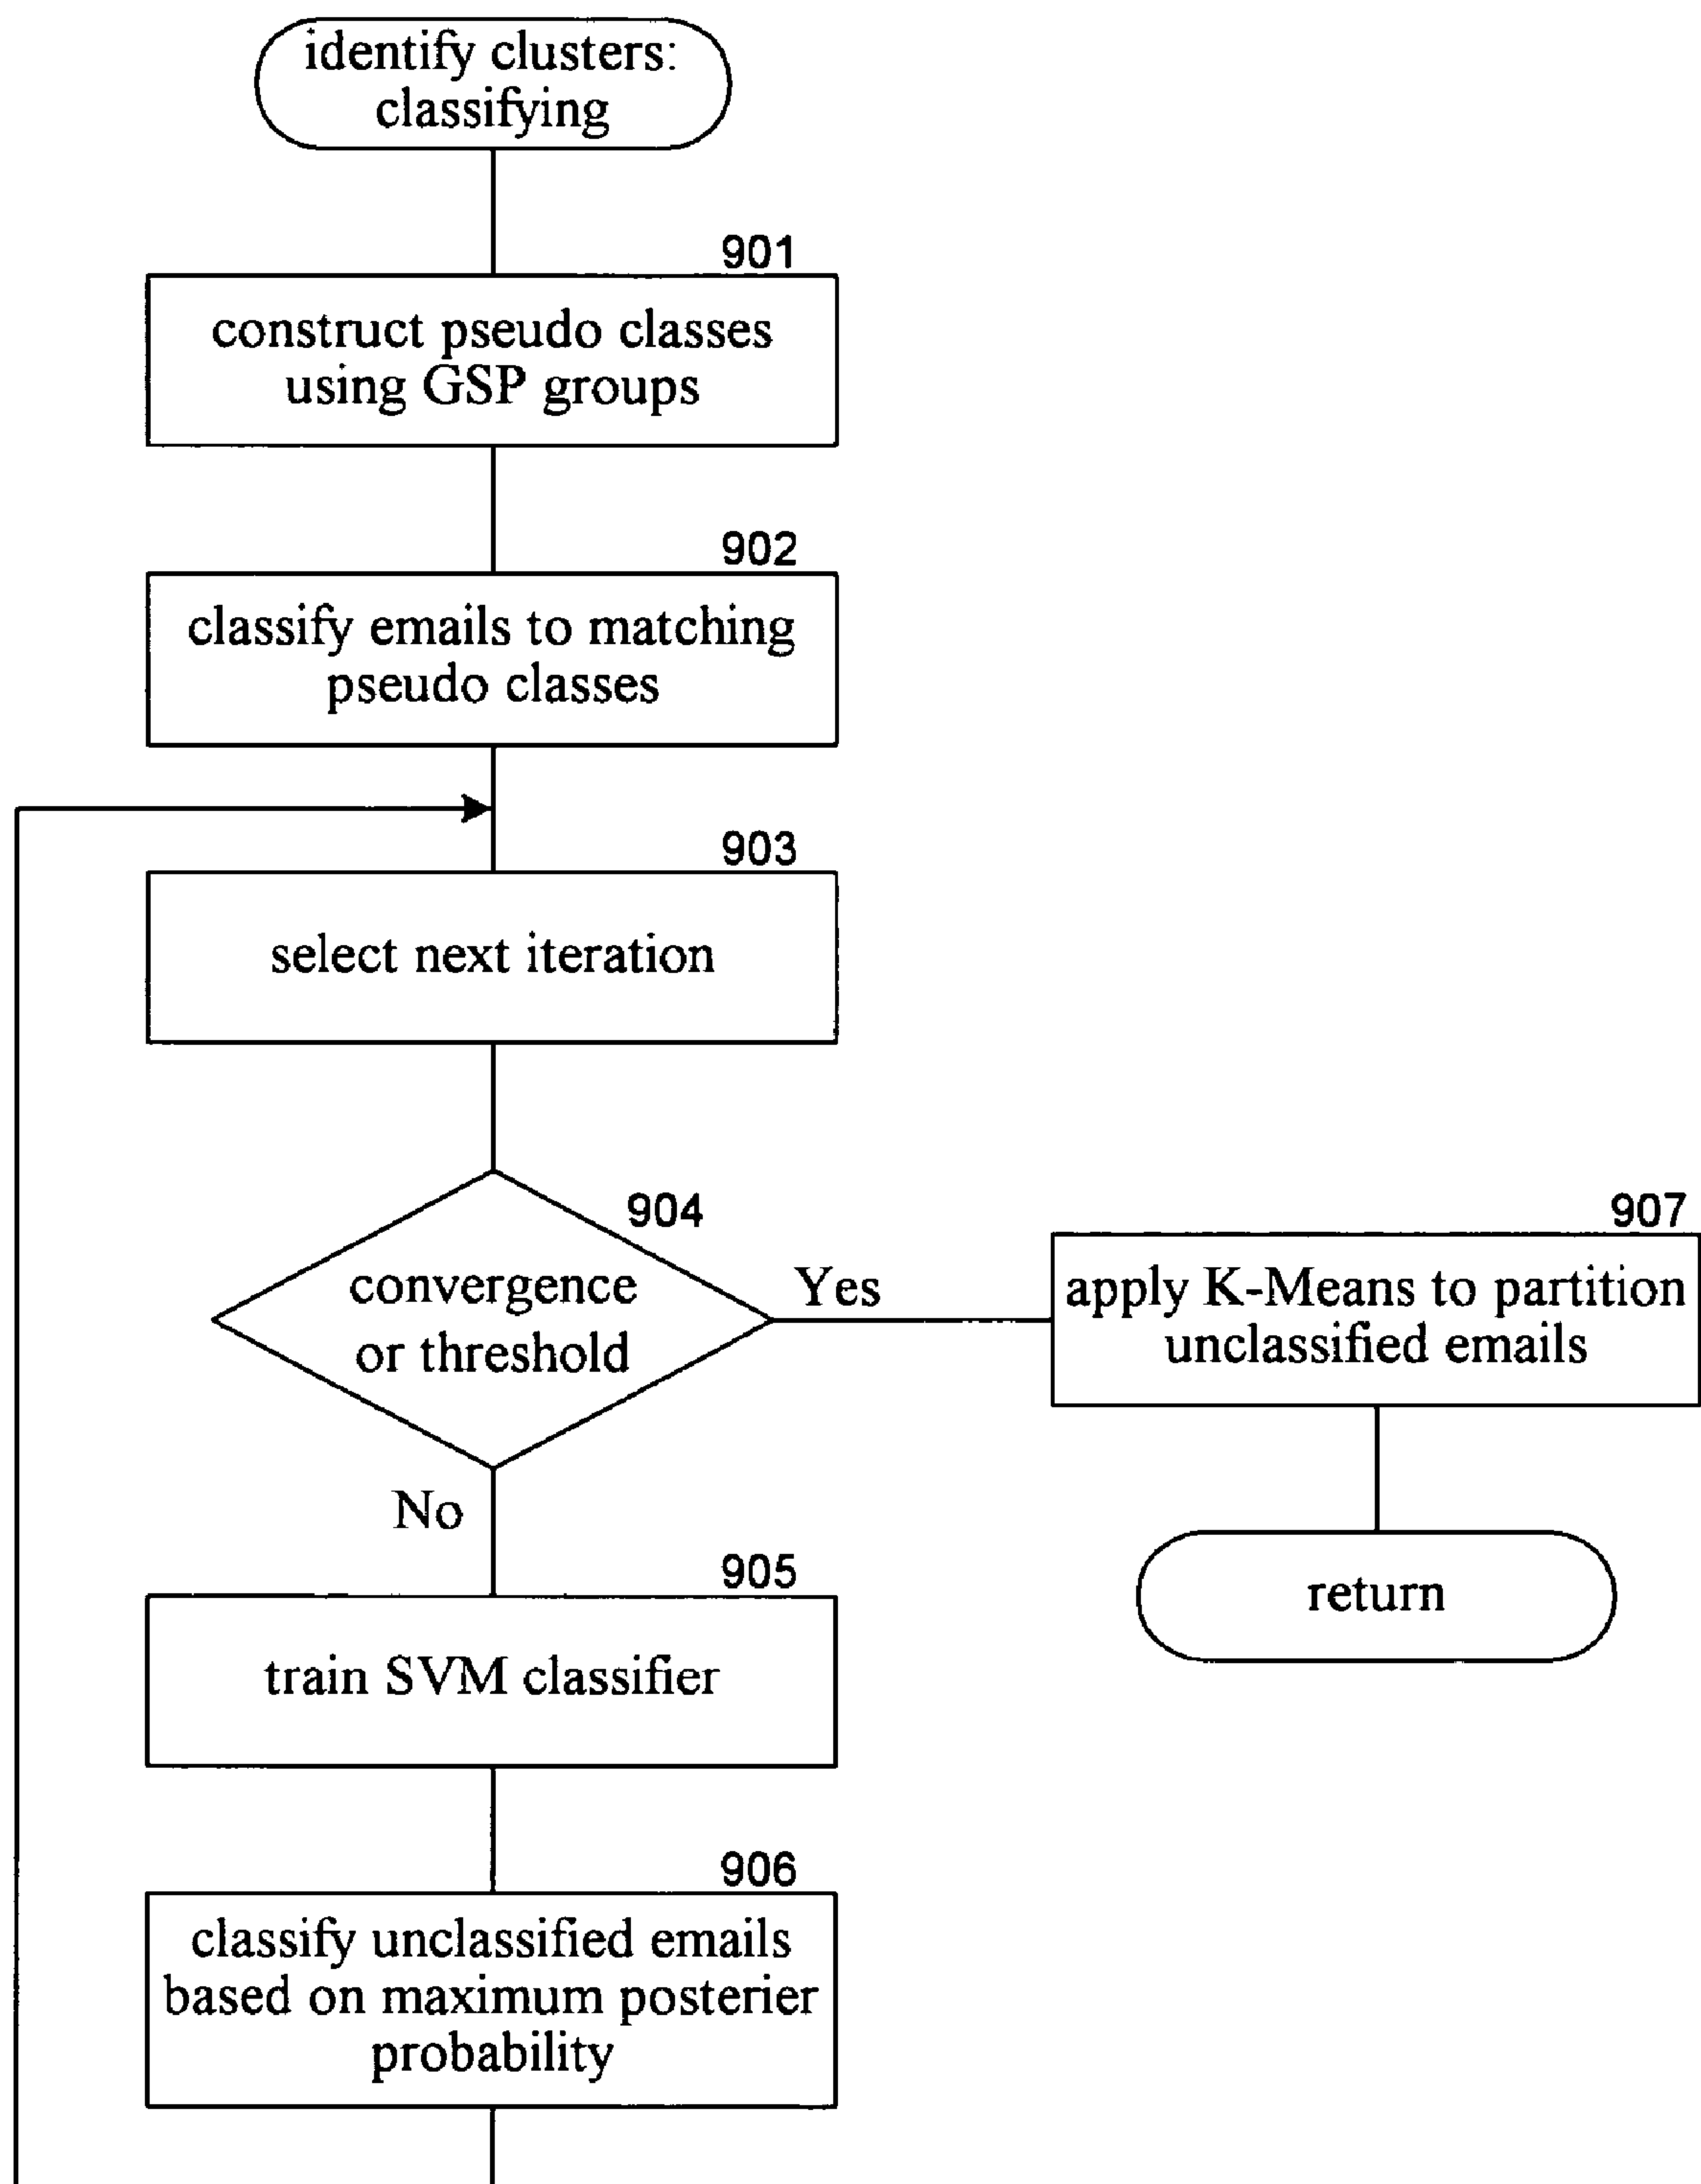 identify clusters:
classifying
901
construct pseudo classes
using GSP groups
902
classify emails to matching
pseudo classes
903
select next iteration
904
convergence
or threshold
Yes
907
apply K-Means to partition
unclassified emails
No
return
905
train SVM classifier
906
classify unclassified emails
based on maximum posterier
probability